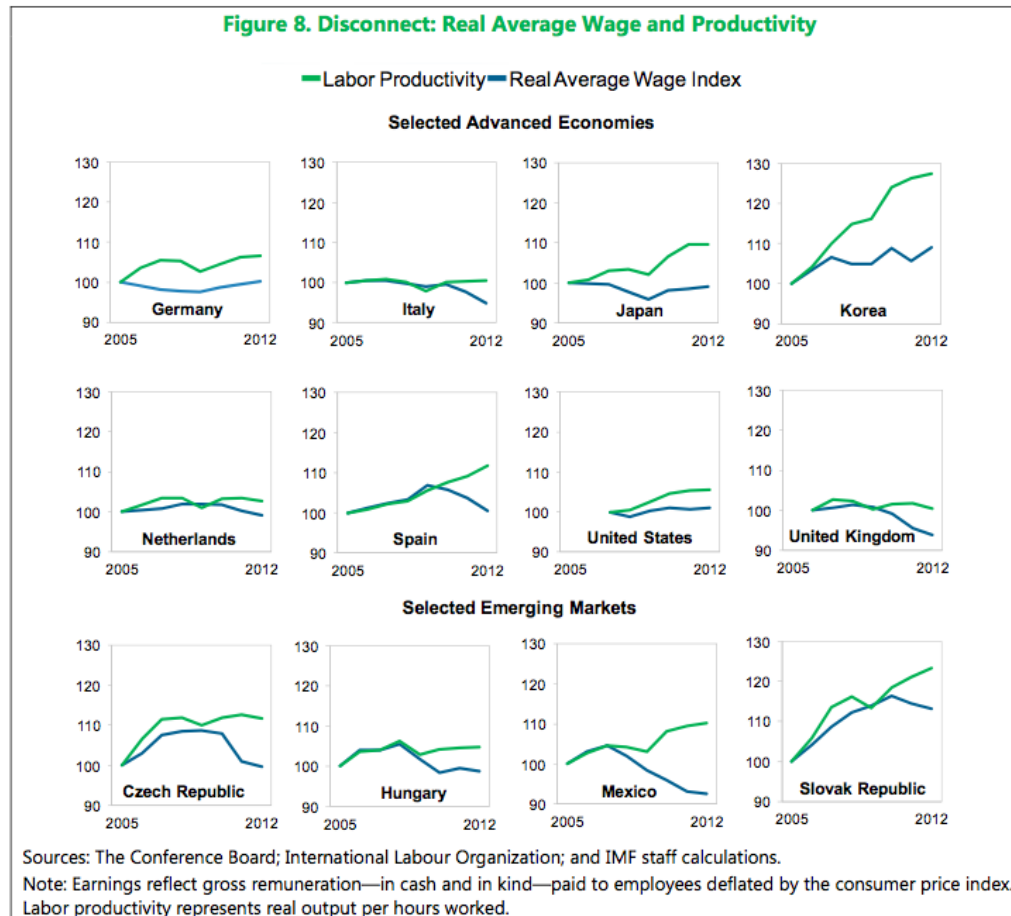 Figure 8. Disconnect: Real Average Wage and Productivity
Labor Productivity Real Average Wage Index
Selected Advanced Economies
130 130 130 130
120 120 120 120
110 110 110 110
100 100 100 100
90 90 90 90
Germany Italy Japan Korea
2005 2012 2005 2012 2005 2012 2005 2012
130 130 130 130
120 120 120 120
110 110 110 110
100 100 100 100
90 90 90 90
Netherlands Spain United States United Kingdom
2005 2012 2005 2012 2005 2012 2005 2012
Selected Emerging Markets
130 130 130 130
120 120 120 120
110 110 110 110
100 100 100 100
90 90 90 90
Czech Republic Hungary Mexico Slovak Republic
2005 2012 2005 2012 2005 2012 2005 2012
Sources: The Conference Board; International Labour Organization; and IMF staff calculations.
Note: Earnings reflect gross remuneration—in cash and in kind—paid to employees deflated by the consumer price index.
Labor productivity represents real output per hours worked.